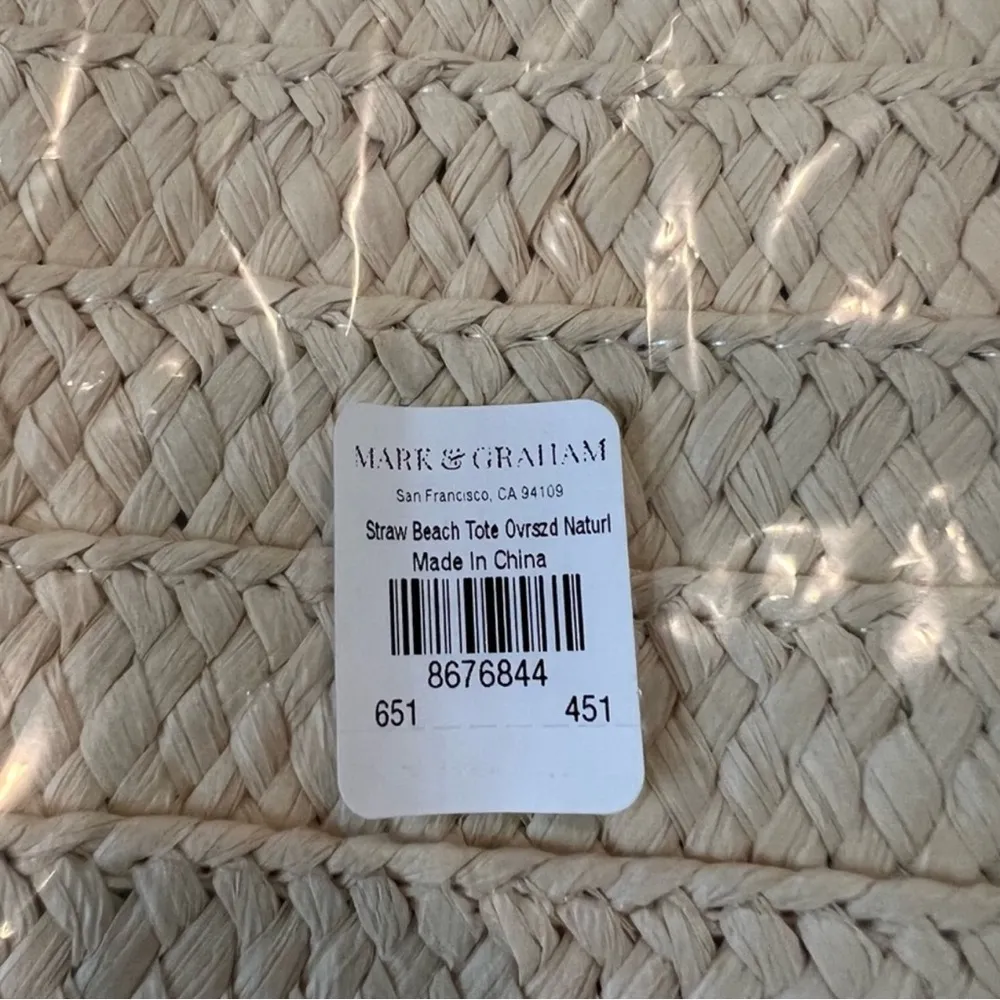 MARK & GRAHAM
San Francisco, CA 94109
Straw Beach Tote Ovrszd Naturl
Made In China
8676844
651 451